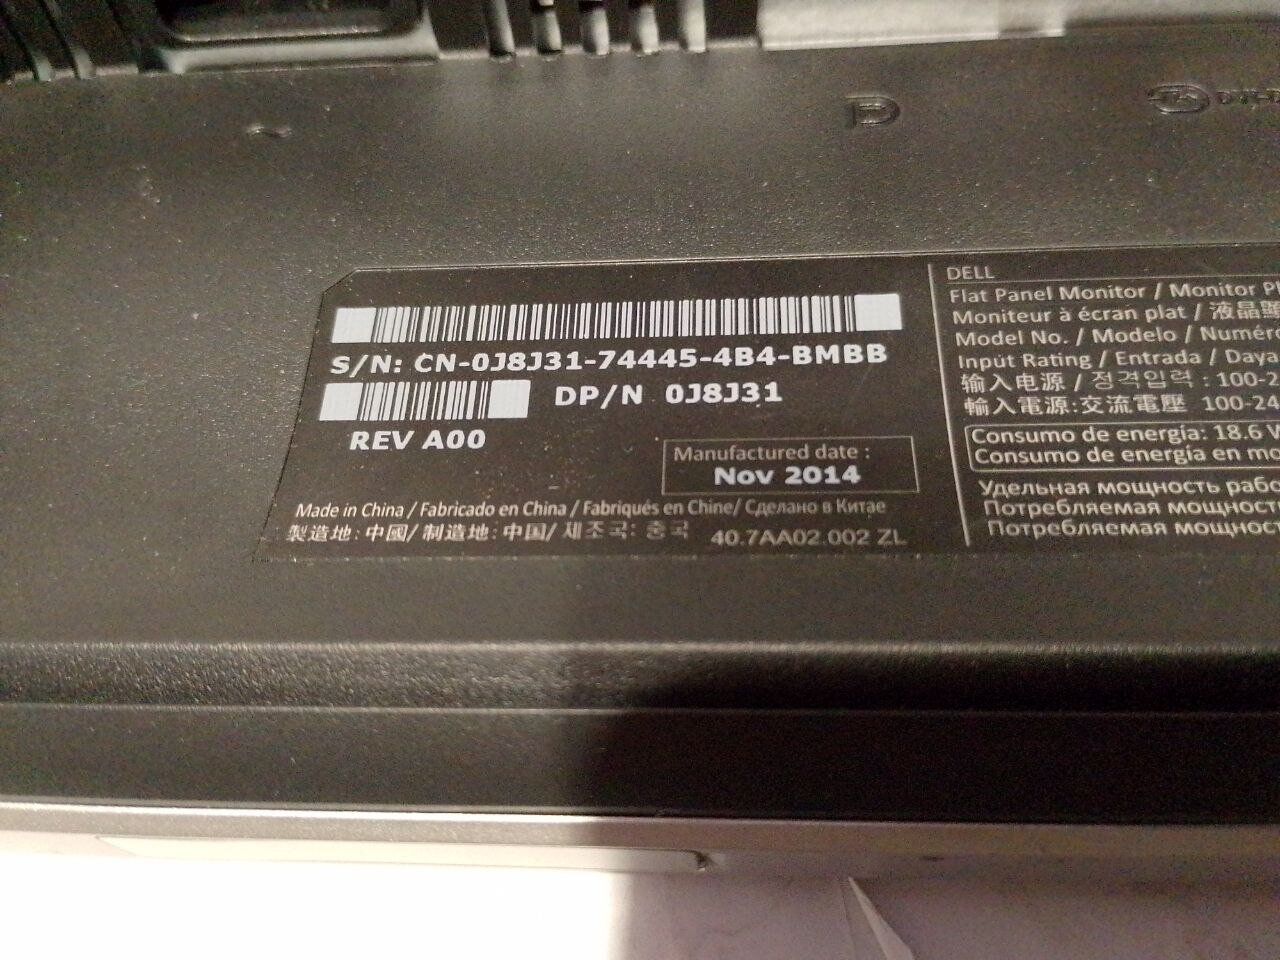 S/N: CN-0J8J31-74445-4B4-BMBB
DP/N 0J8J31
REV A00
Manufactured date :
Nov 2014
Made in China / Fabricado en China / Fabriqués en Chine/ Сделано в Китае
製造地: 中國/ 制造地: 中国/ 제조국: 중국
40.7AA02.002 ZL
DELL
Flat Panel Monitor / Monitor
Moniteur à écran plat / 液晶
Model No. / Modelo / Numéro
Input Rating / Entrada / Daya
输入电源 / 정격입력 : 100-2
輸入電源:交流電壓 100-24
Consumo de energía: 18.6
Consumo de energía en
Удельная мощность
Потребляемая мощность
Потребляемая